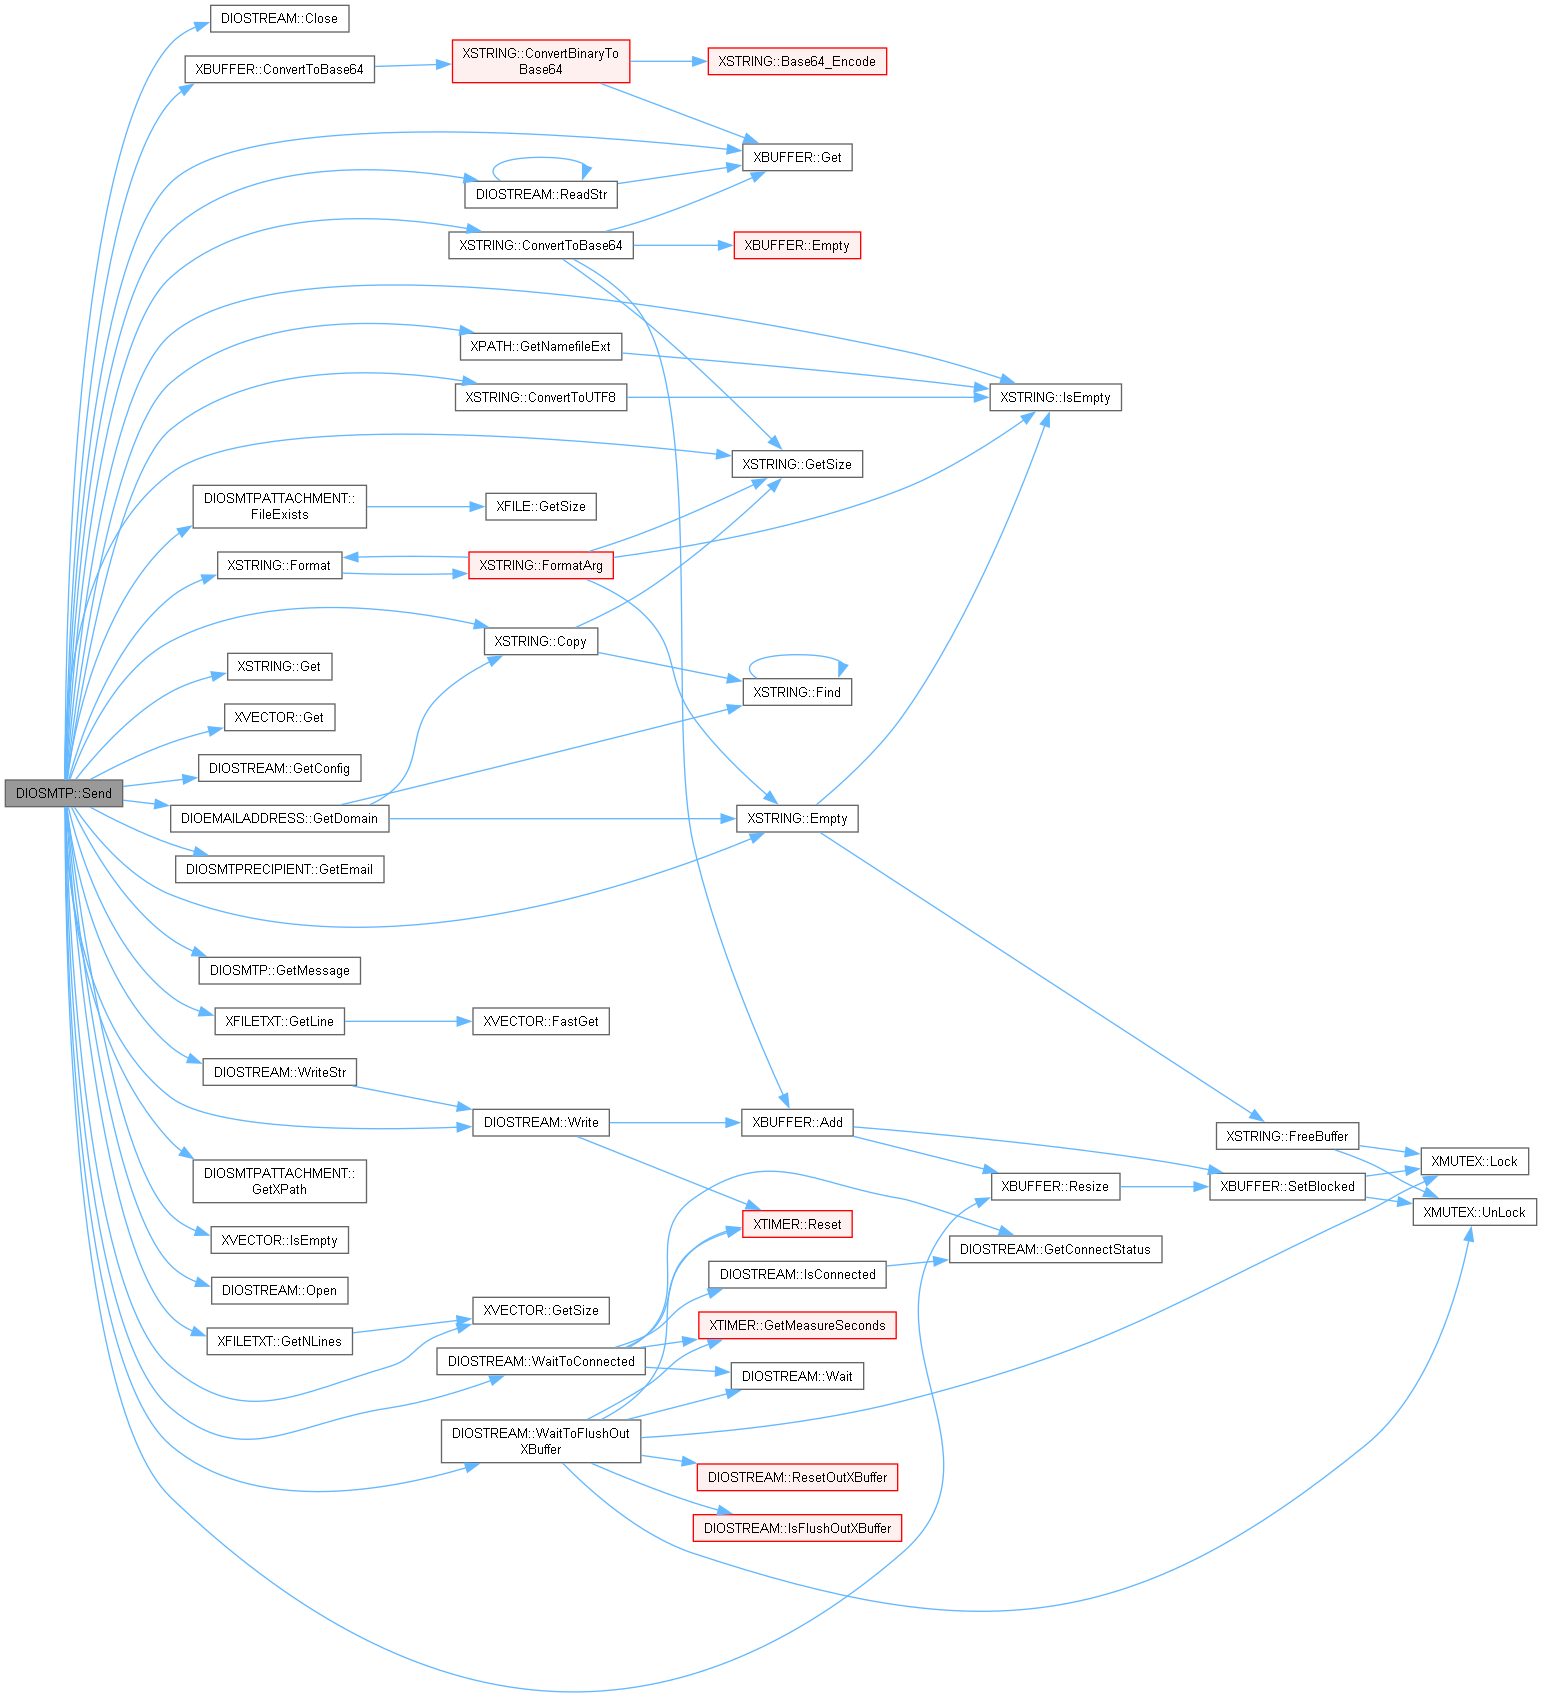 DIOSTREAM::Close
XBUFFER::ConvertToBase64
XSTRING::ConvertBinaryTo
Base64
XSTRING::Base64_Encode
XBUFFER::Get
DIOSTREAM::ReadStr
XSTRING::ConvertToBase64
XBUFFER::Empty
XPATH::GetNamefileExt
XSTRING::ConvertToUTF8
XSTRING::IsEmpty
XSTRING::GetSize
DIOSMTPATTACHMENT::
FileExists
XFILE::GetSize
XSTRING::Format
XSTRING::FormatArg
XSTRING::Copy
XSTRING::Get
XSTRING::Find
XVECTOR::Get
DIOSTREAM::GetConfig
DIOSMTP::Send
DIOEMAILADDRESS::GetDomain
XSTRING::Empty
DIOSMTPRECIPIENT::GetEmail
DIOSMTP::GetMessage
XFILETXT::GetLine
XVECTOR::FastGet
DIOSTREAM::WriteStr
DIOSTREAM::Write
XBUFFER::Add
XSTRING::FreeBuffer
XMUTEX::Lock
DIOSMTPATTACHMENT::
GetXPath
XBUFFER::Resize
XBUFFER::SetBlocked
XMUTEX::UnLock
XTIMER::Reset
XVECTOR::IsEmpty
DIOSTREAM::GetConnectStatus
DIOSTREAM::IsConnected
DIOSTREAM::Open
XVECTOR::GetSize
XTIMER::GetMeasureSeconds
XFILETXT::GetNLines
DIOSTREAM::WaitToConnected
DIOSTREAM::Wait
DIOSTREAM::WaitToFlushOut
XBuffer
DIOSTREAM::ResetOutXBuffer
DIOSTREAM::IsFlushOutXBuffer